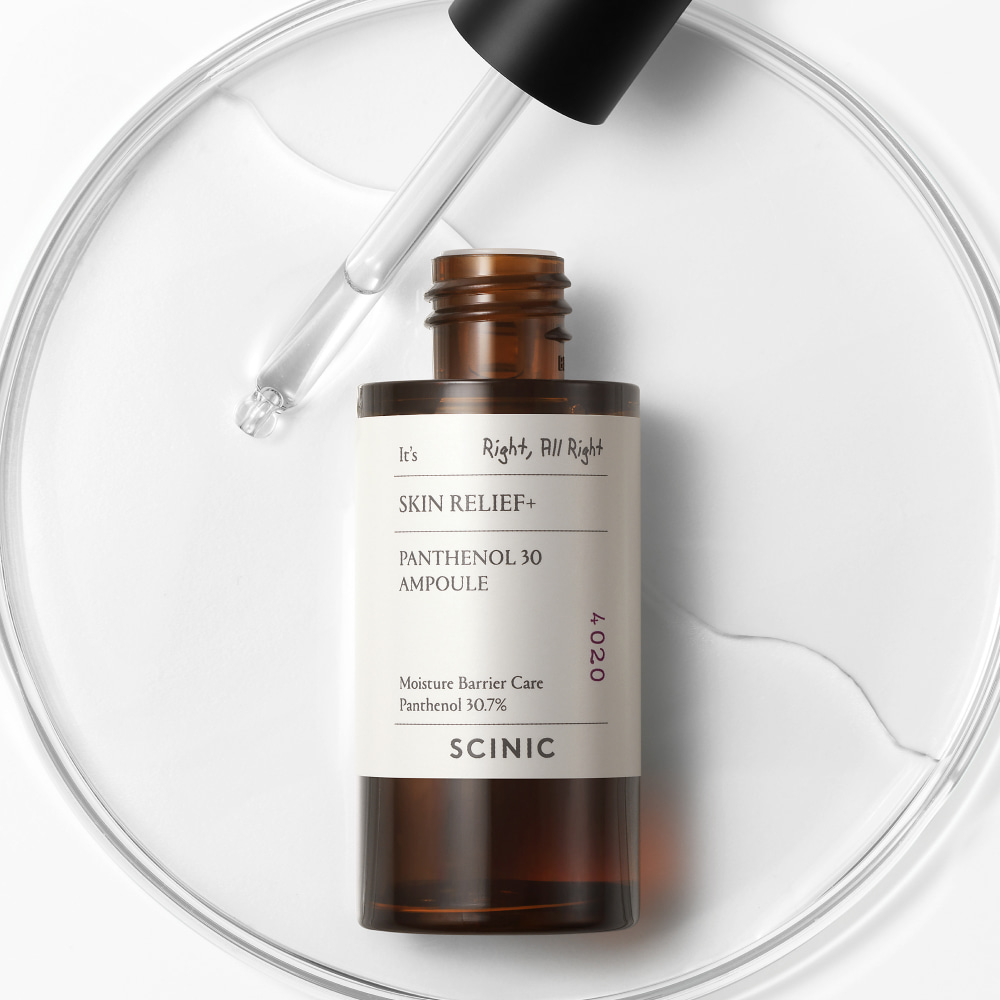 It's Right, All Right
SKIN RELIEF+
PANTHENOL 30
AMPOULE
4020
Moisture Barrier Care
Panthenol 30.7%
SCINIC